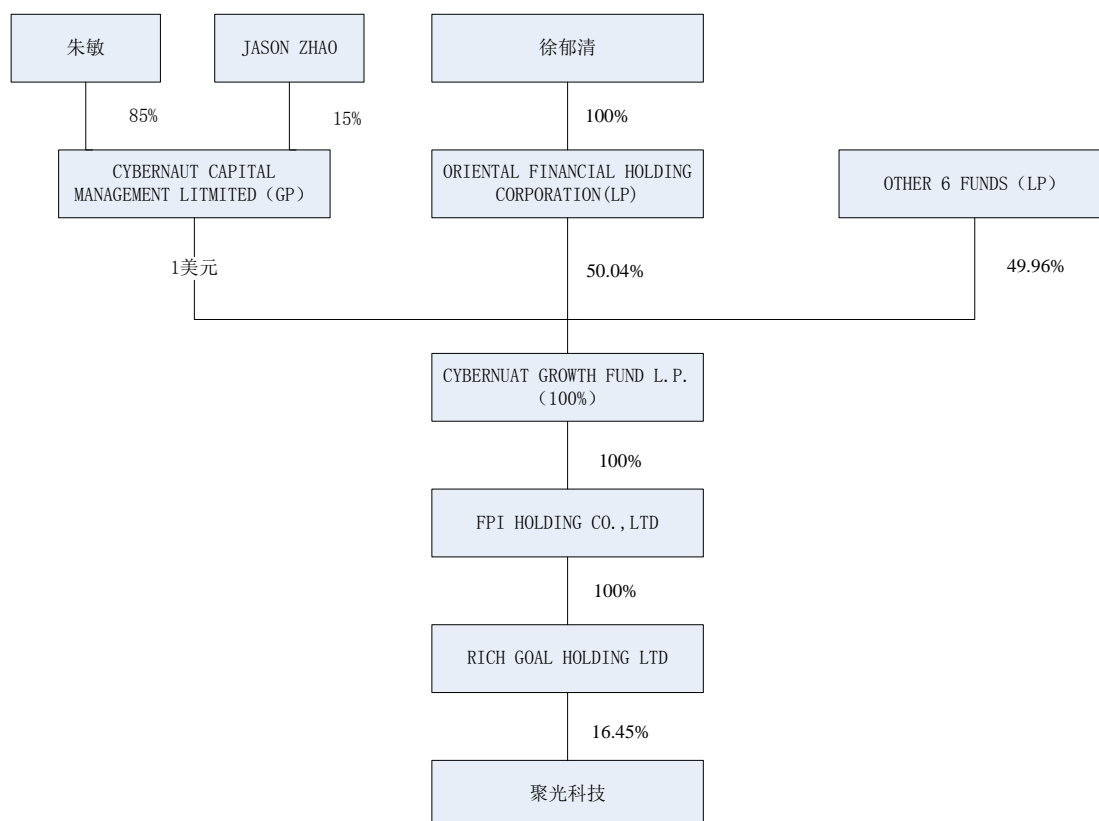 朱敏
JASON ZHAO
徐郁清
85%
15%
100%
CYBERNAUT CAPITAL
MANAGEMENT LITMITED（GP）
ORIENTAL FINANCIAL HOLDING
CORPORATION(LP)
OTHER 6 FUNDS（LP）
1美元
50.04%
49.96%
CYBERNUAT GROWTH FUND L.P.
（100%）
100%
FPI HOLDING CO.,LTD
100%
RICH GOAL HOLDING LTD
16.45%
聚光科技